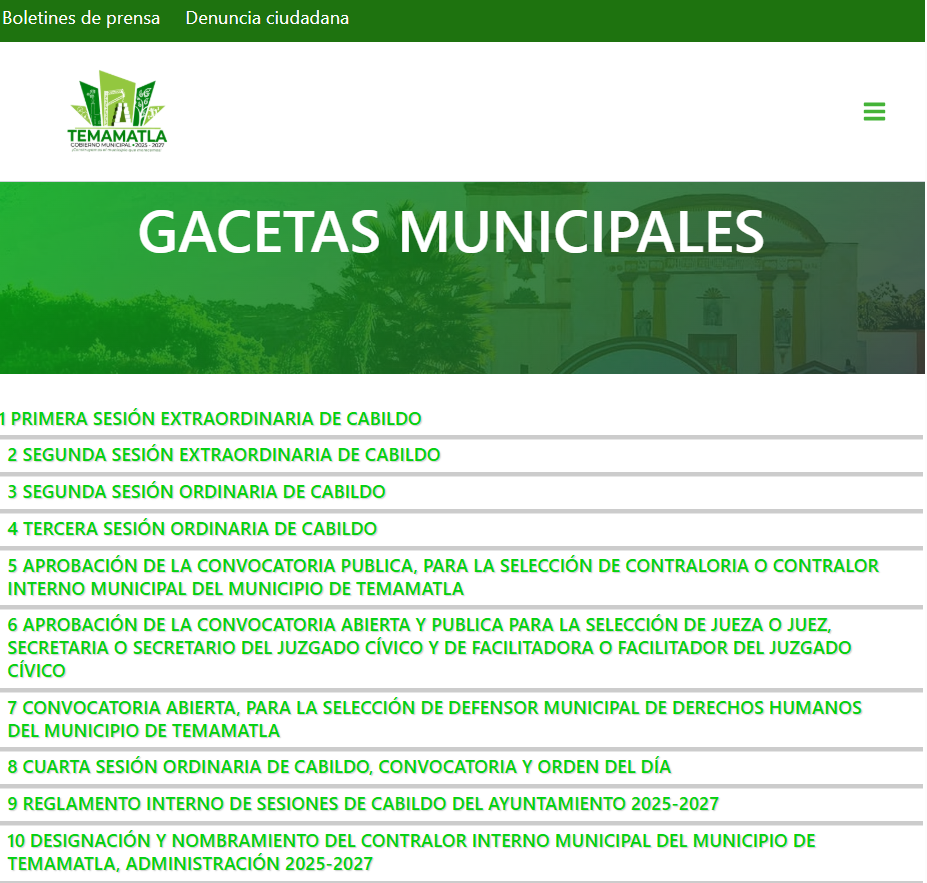 Boletines de prensa Denuncia ciudadana
TEMAMATLA
GOBIERNO MUNICIPAL • 2025 - 2027
GACETAS MUNICIPALES
1 PRIMERA SESIÓN EXTRAORDINARIA DE CABILDO
2 SEGUNDA SESIÓN EXTRAORDINARIA DE CABILDO
3 SEGUNDA SESIÓN ORDINARIA DE CABILDO
4 TERCERA SESIÓN ORDINARIA DE CABILDO
5 APROBACIÓN DE LA CONVOCATORIA PUBLICA, PARA LA SELECCIÓN DE CONTRALORIA O CONTRALOR
INTERNO MUNICIPAL DEL MUNICIPIO DE TEMAMATLA
6 APROBACIÓN DE LA CONVOCATORIA ABIERTA Y PUBLICA PARA LA SELECCIÓN DE JUEZA O JUEZ,
SECRETARIA O SECRETARIO DEL JUZGADO CÍVICO Y DE FACILITADORA O FACILITADOR DEL JUZGADO
CÍVICO
7 CONVOCATORIA ABIERTA, PARA LA SELECCIÓN DE DEFENSOR MUNICIPAL DE DERECHOS HUMANOS
DEL MUNICIPIO DE TEMAMATLA
8 CUARTA SESIÓN ORDINARIA DE CABILDO, CONVOCATORIA Y ORDEN DEL DÍA
9 REGLAMENTO INTERNO DE SESIONES DE CABILDO DEL AYUNTAMIENTO 2025-2027
10 DESIGNACIÓN Y NOMBRAMIENTO DEL CONTRALOR INTERNO MUNICIPAL DEL MUNICIPIO DE
TEMAMATLA, ADMINISTRACIÓN 2025-2027